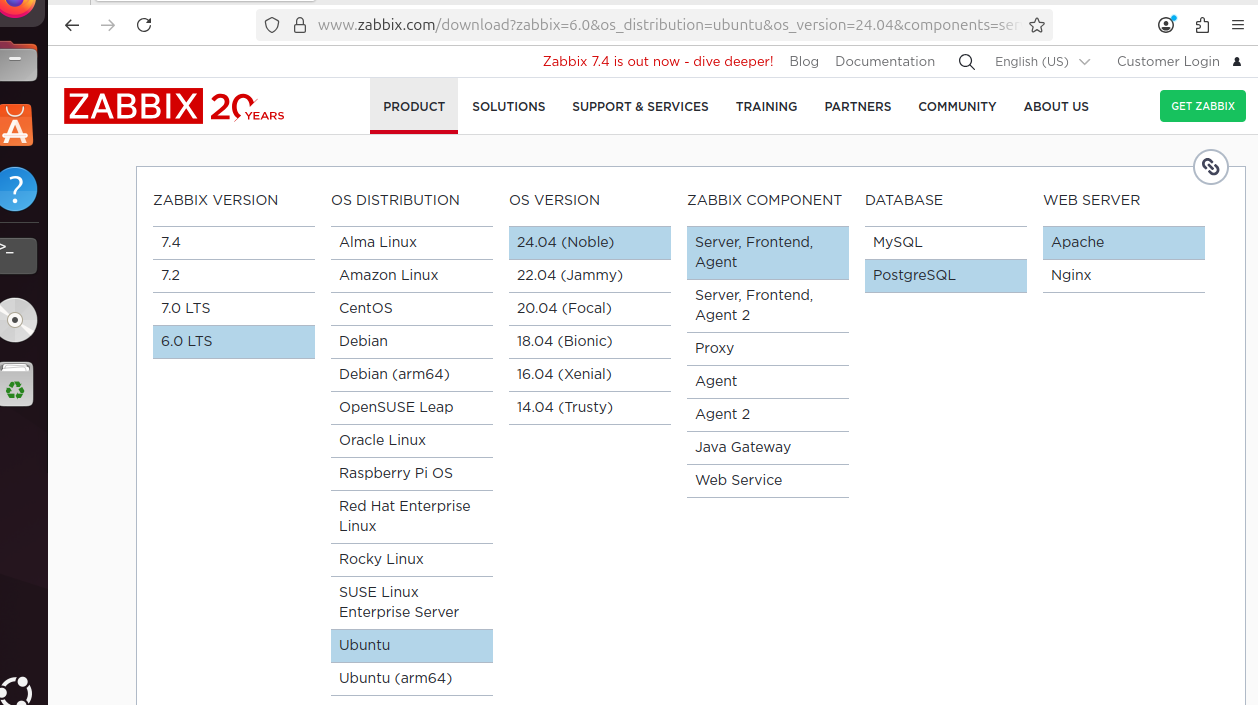 www.zabbix.com/download?zabbix=6.0&os_distribution=ubuntu&os_version=24.04&components=ser
Zabbix 7.4 is out now - dive deeper!
Blog
Documentation
English (US)
Customer Login
ZABBIX 20 YEARS
PRODUCT
SOLUTIONS
SUPPORT & SERVICES
TRAINING
PARTNERS
COMMUNITY
ABOUT US
GET ZABBIX
ZABBIX VERSION
7.4
7.2
7.0 LTS
6.0 LTS
OS DISTRIBUTION
Alma Linux
Amazon Linux
CentOS
Debian
Debian (arm64)
OpenSUSE Leap
Oracle Linux
Raspberry Pi OS
Red Hat Enterprise
Linux
Rocky Linux
SUSE Linux
Enterprise Server
Ubuntu
Ubuntu (arm64)
OS VERSION
24.04 (Noble)
22.04 (Jammy)
20.04 (Focal)
18.04 (Bionic)
16.04 (Xenial)
14.04 (Trusty)
ZABBIX COMPONENT
Server, Frontend,
Agent
Server, Frontend,
Agent 2
Proxy
Agent
Agent 2
Java Gateway
Web Service
DATABASE
MySQL
PostgreSQL
WEB SERVER
Apache
Nginx